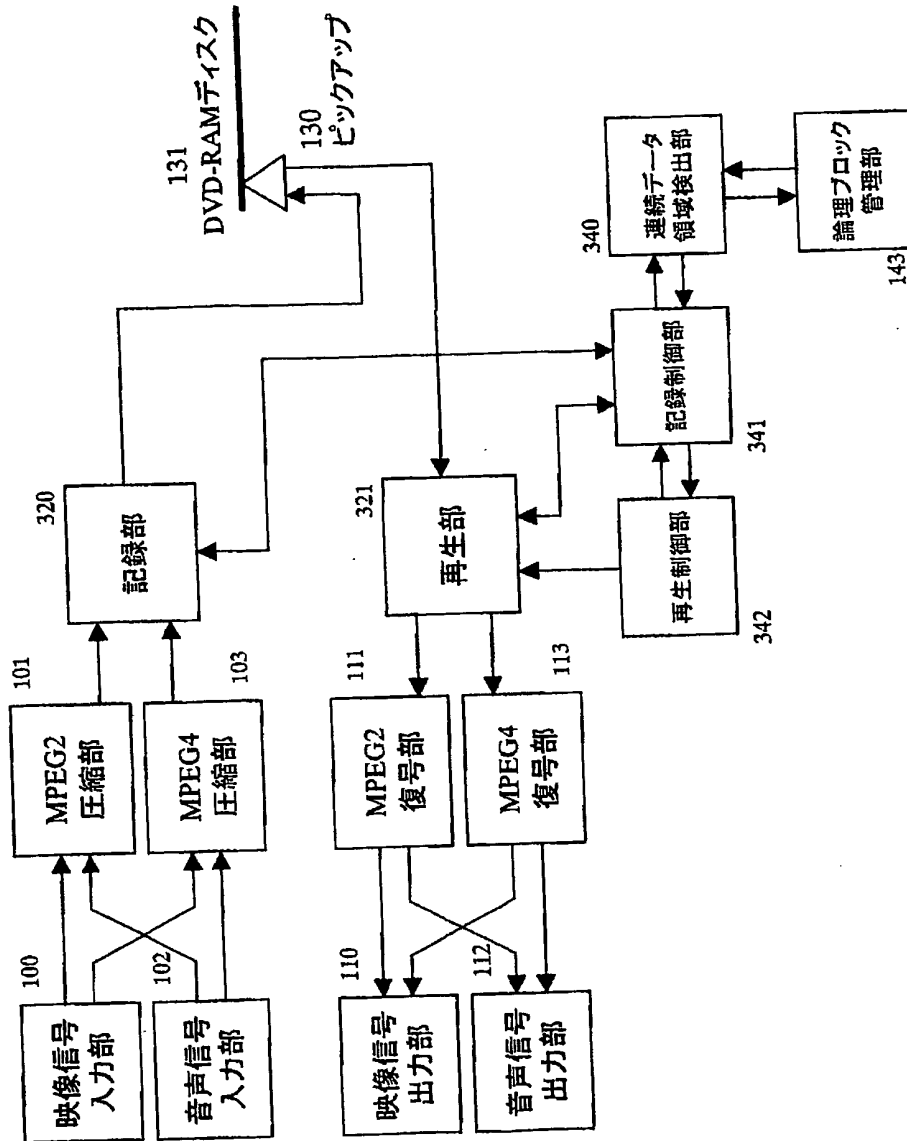 100
映像信号
入力部
102
音声信号
入力部
101
MPEG2
圧縮部
103
MPEG4
圧縮部
320
記録部
131
DVD-RAMディスク
130
ピックアップ
110
映像信号
出力部
112
音声信号
出力部
111
MPEG2
復号部
113
MPEG4
復号部
321
再生部
342
再生制御部
341
記録制御部
340
連続データ
領域検出部
143
論理ブロック
管理部